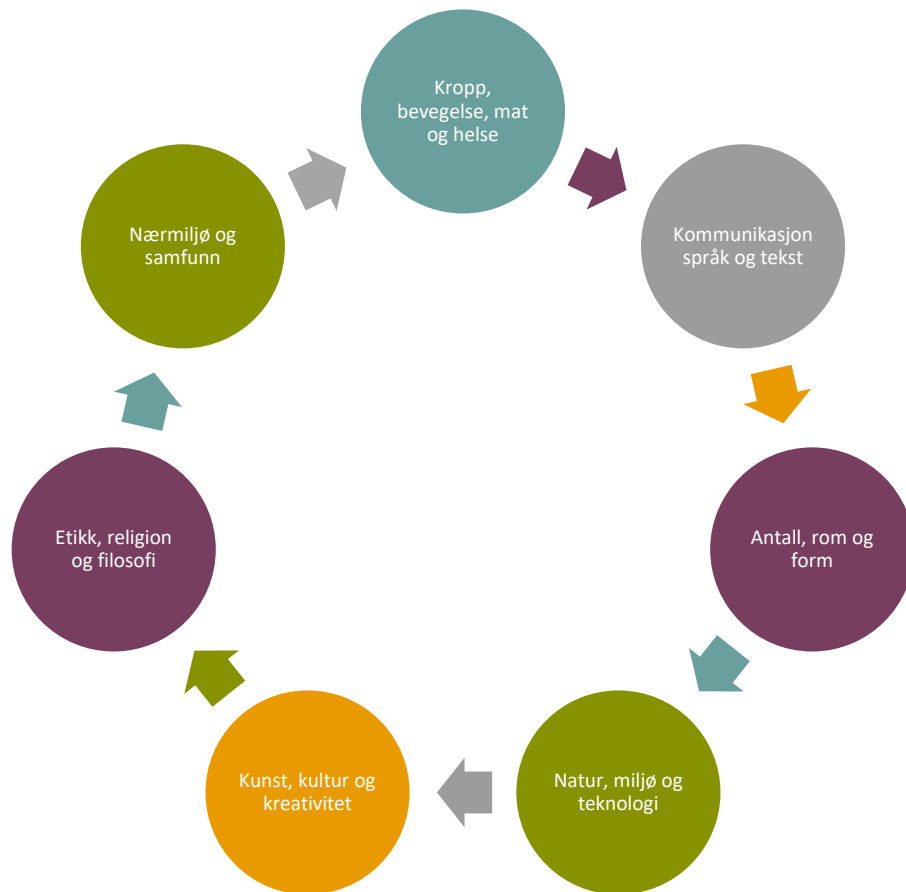 Kropp,
bevegelse, mat
og helse
Kommunikasjon
språk og tekst
Antall, rom og
form
Natur, miljø og
teknologi
Kunst, kultur og
kreativitet
Etikk, religion
og filosofi
Nærmiljø og
samfunn